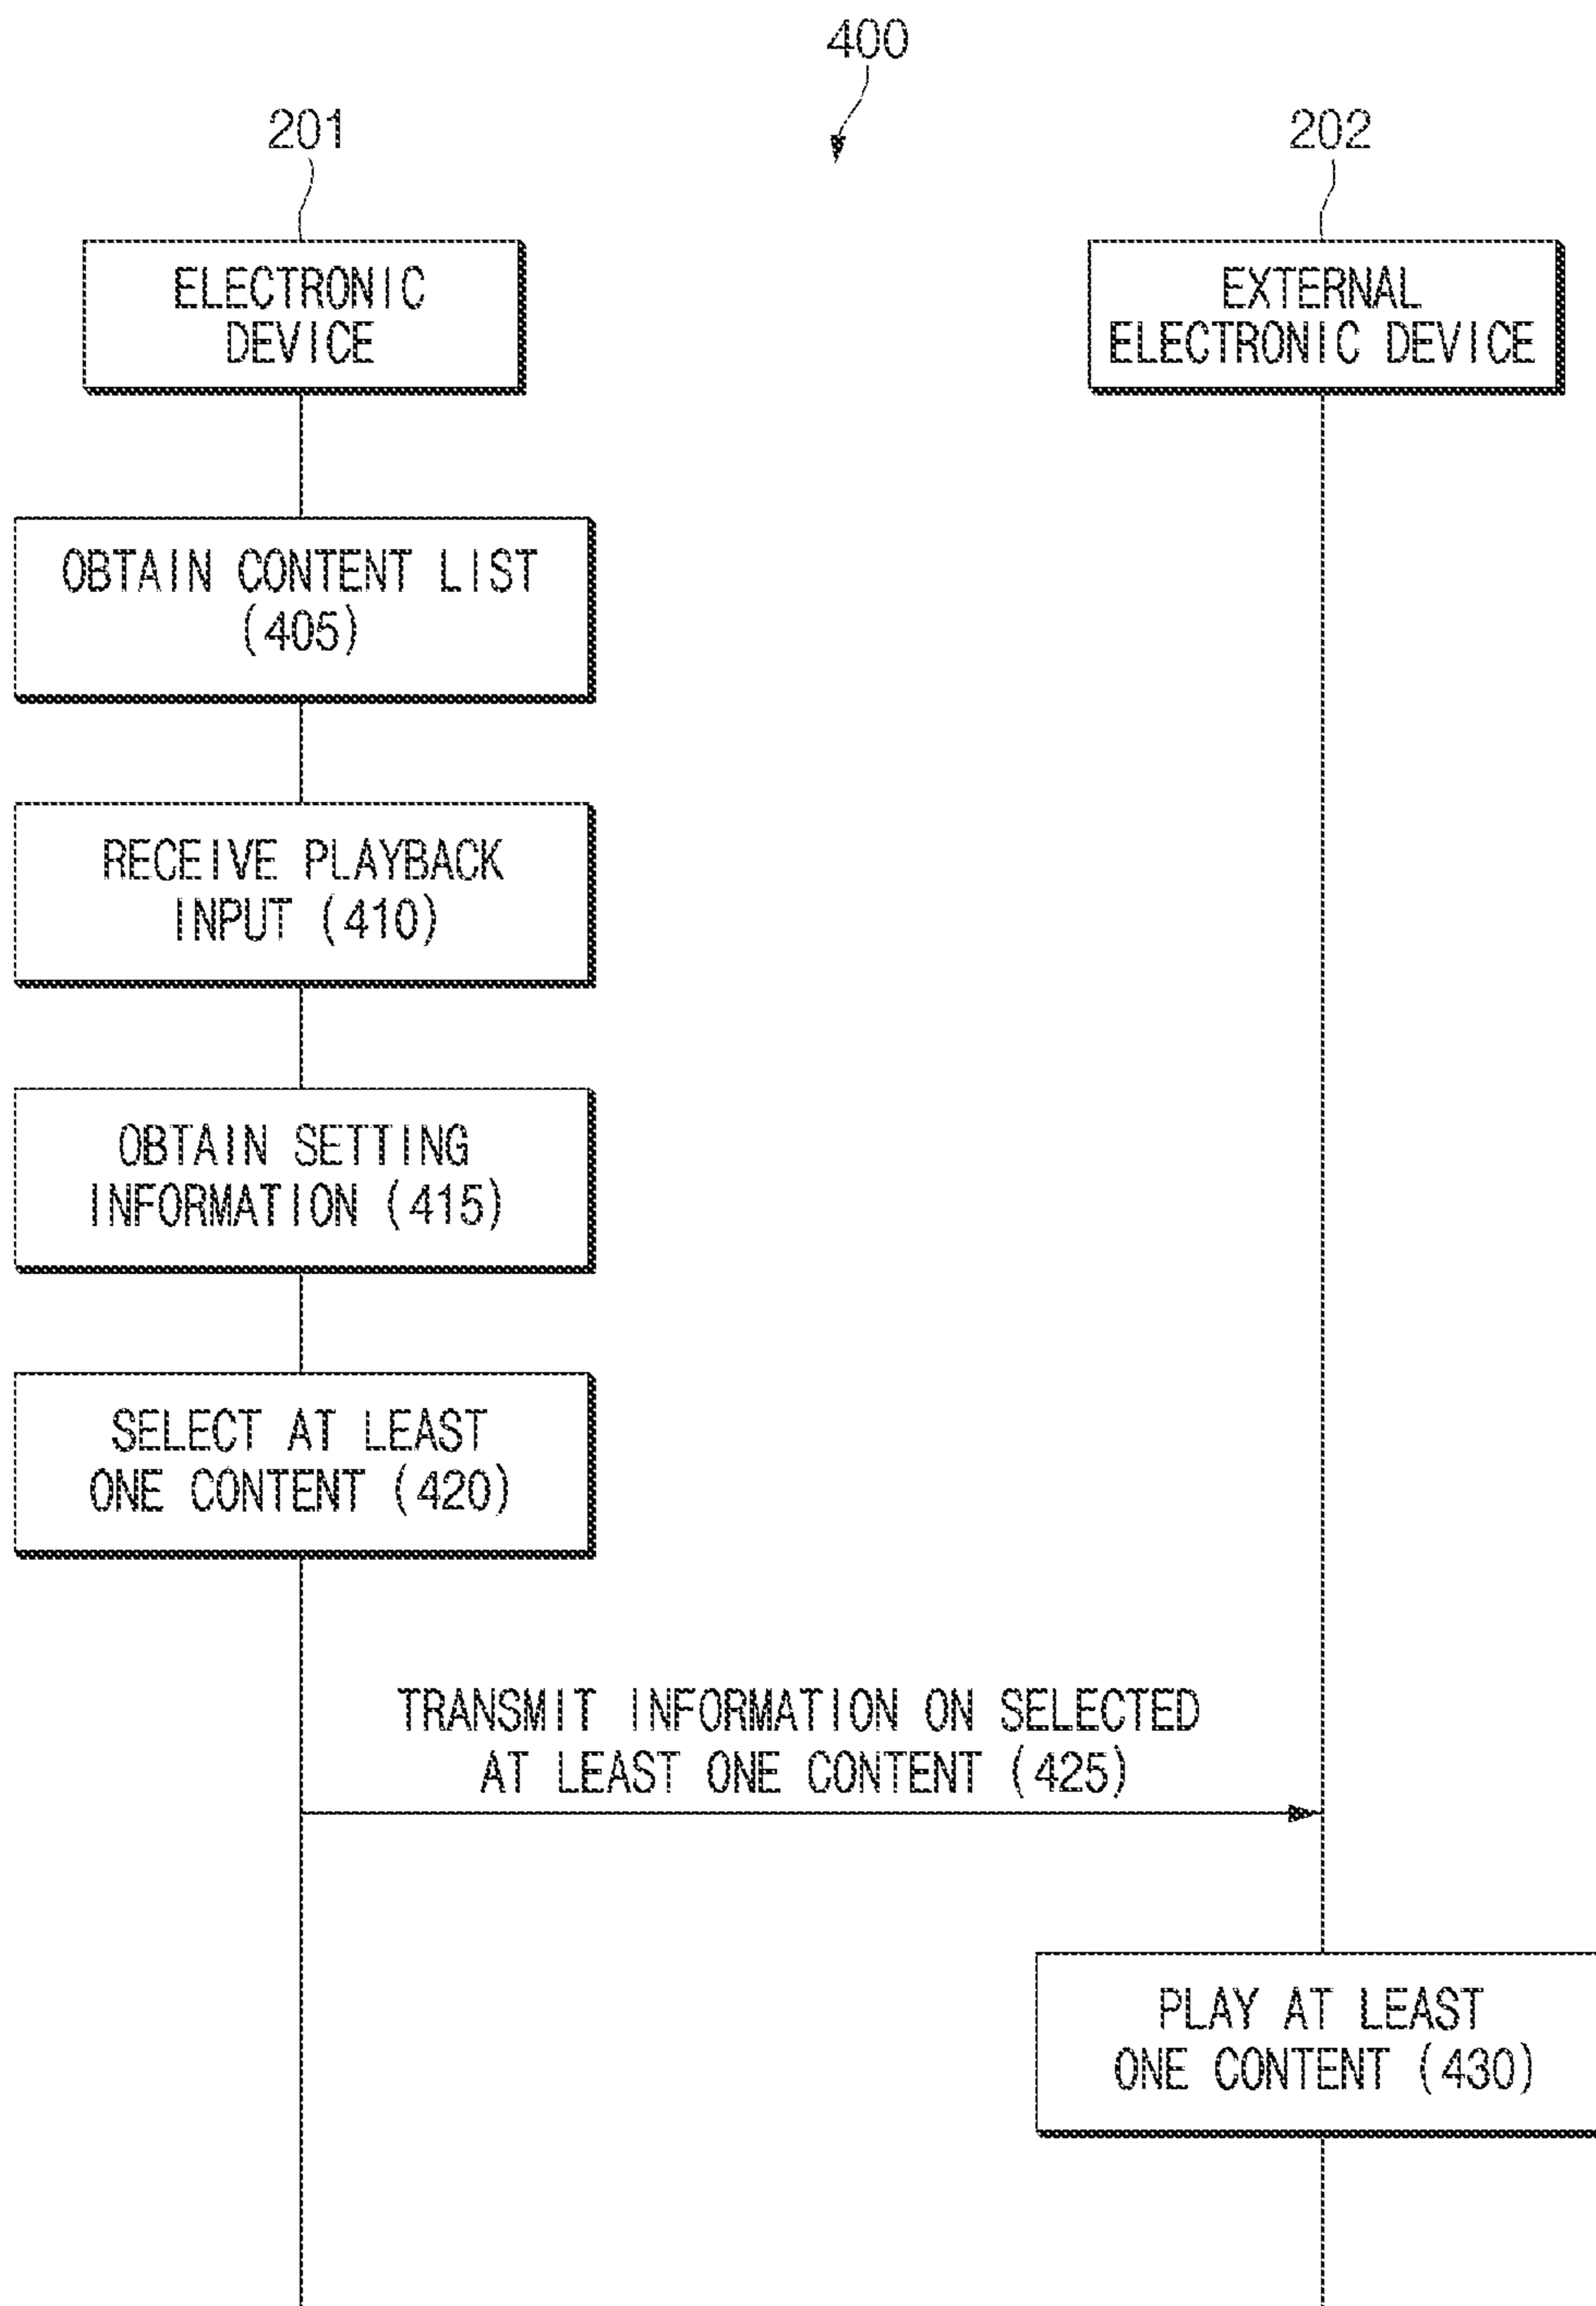 400
201
202
ELECTRONIC
DEVICE
EXTERNAL
ELECTRONIC DEVICE
OBTAIN CONTENT LIST
(405)
RECEIVE PLAYBACK
INPUT (410)
OBTAIN SETTING
INFORMATION (415)
SELECT AT LEAST
ONE CONTENT (420)
TRANSMIT INFORMATION ON SELECTED
AT LEAST ONE CONTENT (425)
PLAY AT LEAST
ONE CONTENT (430)